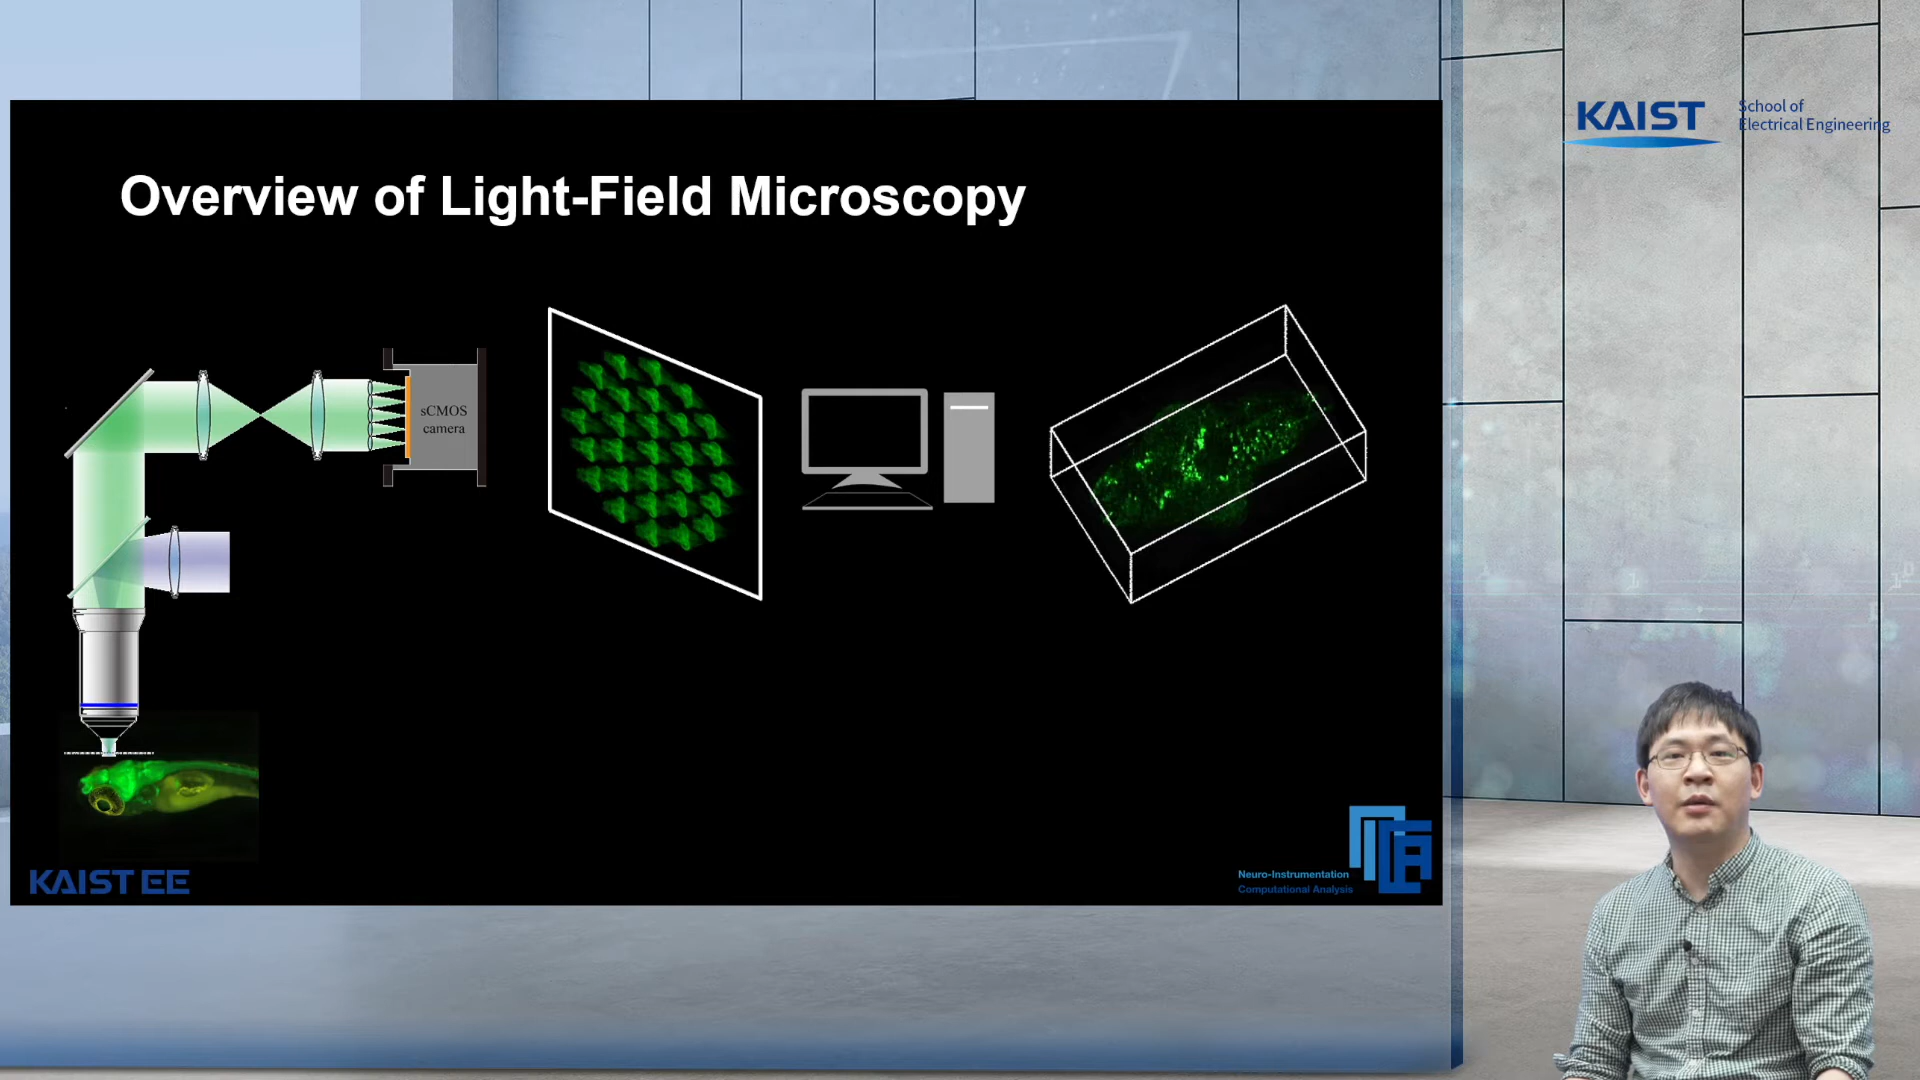 KAIST
School of
Electrical Engineering
Overview of Light-Field Microscopy
sCMOS
camera
KAIST EE
Neuro-Instrumentation
Computational Analysis